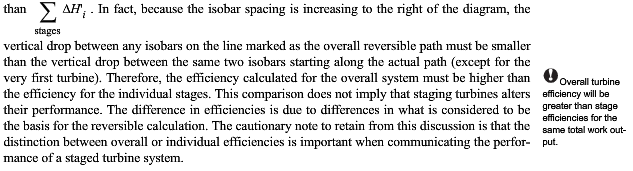 than ∑ ΔH'ᵢ . In fact, because the isobar spacing is increasing to the right of the diagram, the
stages
vertical drop between any isobars on the line marked as the overall reversible path must be smaller
than the vertical drop between the same two isobars starting along the actual path (except for the
very first turbine). Therefore, the efficiency calculated for the overall system must be higher than
the efficiency for the individual stages. This comparison does not imply that staging turbines alters
their performance. The difference in efficiencies is due to differences in what is considered to be
the basis for the reversible calculation. The cautionary note to retain from this discussion is that the
distinction between overall or individual efficiencies is important when communicating the perfor-
mance of a staged turbine system.
Overall turbine
efficiency will be
greater than stage
efficiencies for the
same total work out-
put.